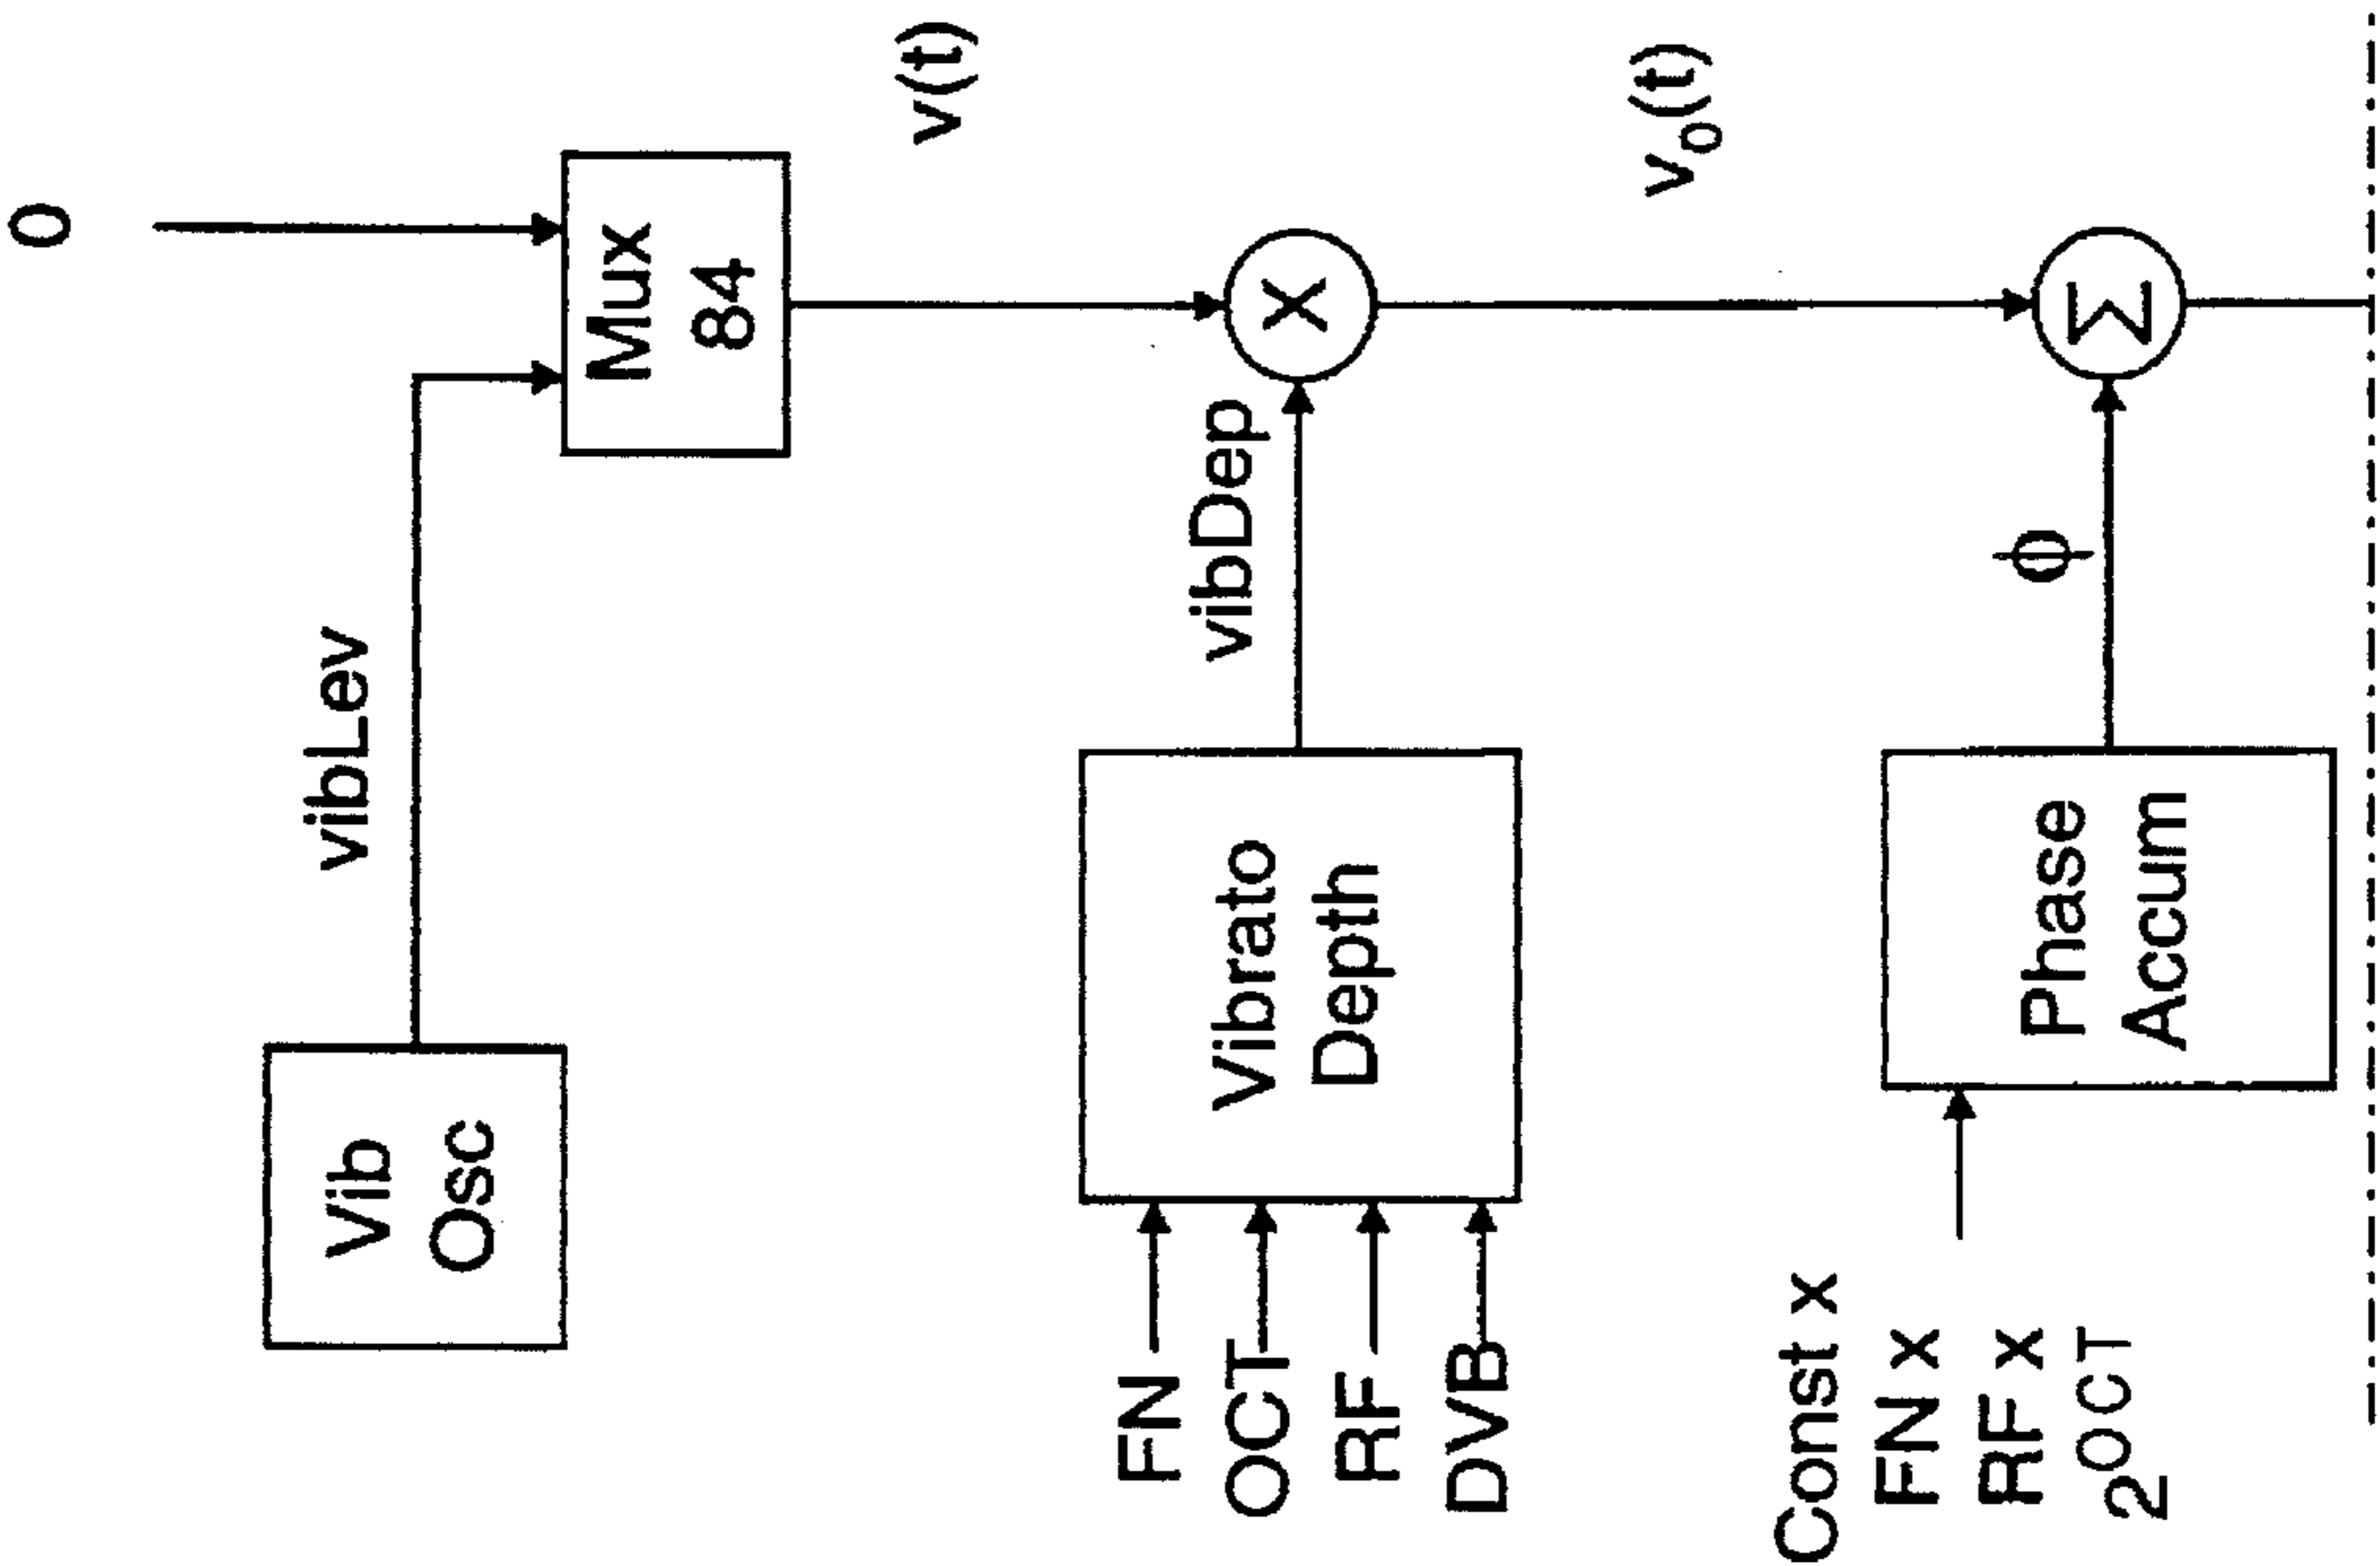 0
Vib
Osc
vibLev
Mux
84
v(t)
FN
OCT
RF
DVB
Vibrato
Depth
vibDep
X
v₀(t)
Const x
FN x
RF x
2ᴼᶜᵀ
Phase
Accum
ϕ
Σ